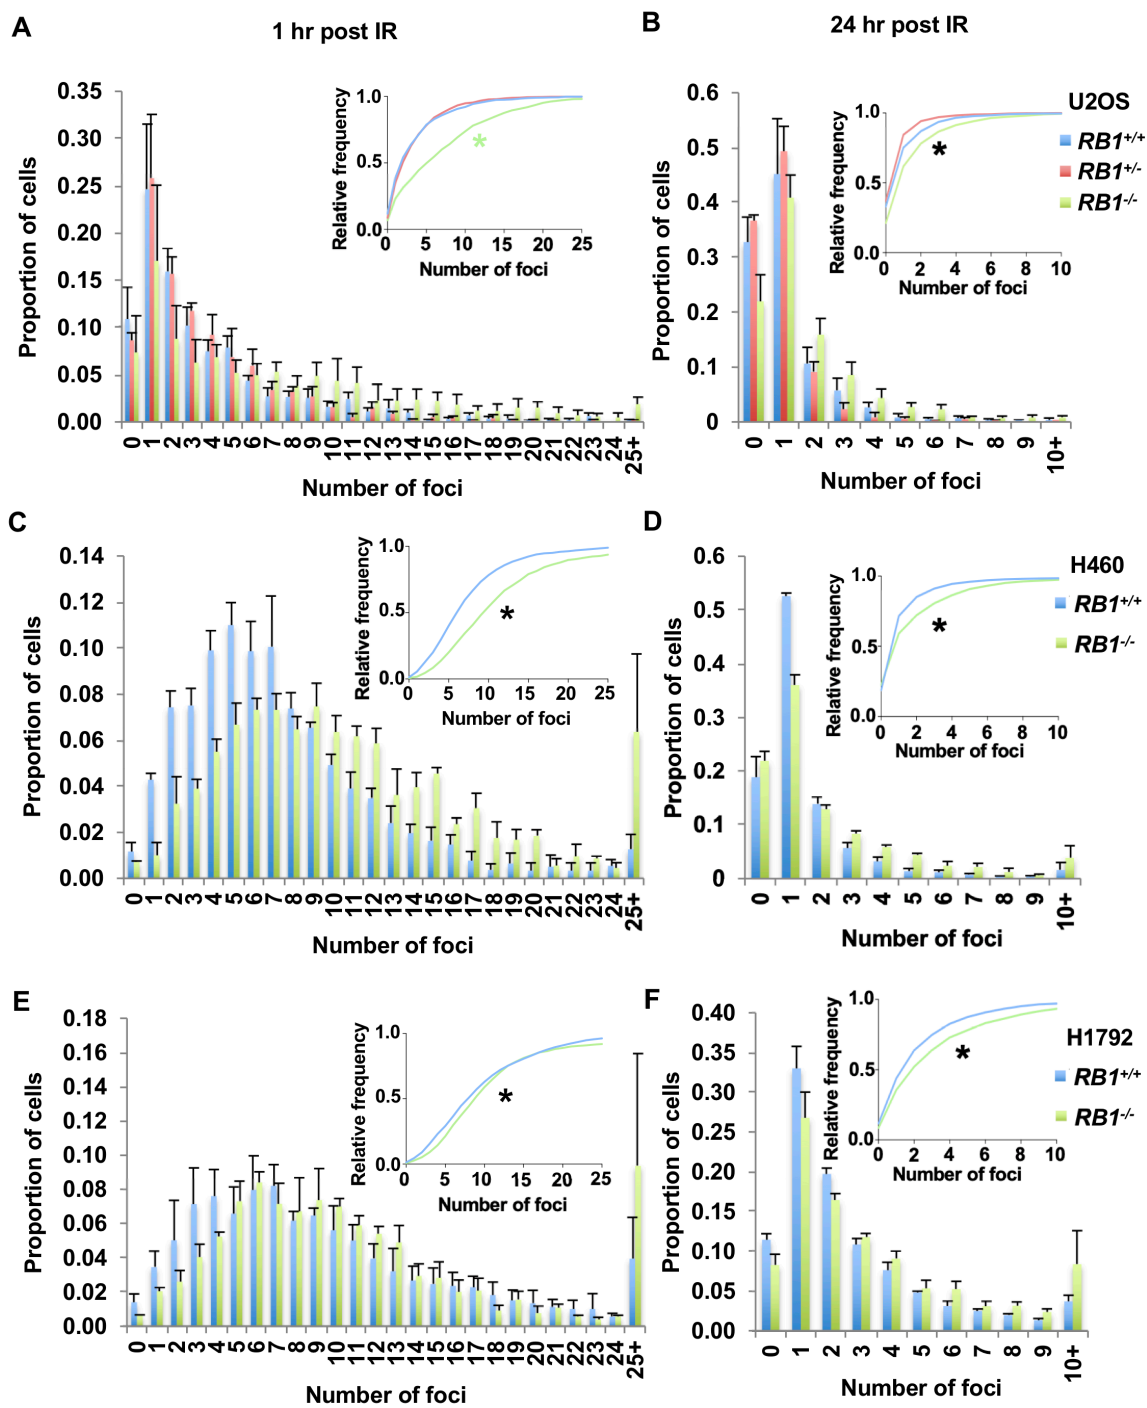 A
1 hr post IR
B
24 hr post IR
0.35
0.30
0.25
0.20
0.15
0.10
0.05
0.00
Proportion of cells
0 1 2 3 4 5 6 7 8 9 10 11 12 13 14 15 16 17 18 19 20 21 22 23 24 25+
Number of foci
1.0
0.5
0.0
Relative frequency
*
0 5 10 15 20 25
Number of foci
0.6
0.5
0.4
0.3
0.2
0.1
0
Proportion of cells
0 1 2 3 4 5 6 7 8 9 10+
Number of foci
1.0
0.5
0.0
Relative frequency
*
0 2 4 6 8 10
Number of foci
U2OS
RB1+/+
RB1+/-
RB1-/-
C
0.14
0.12
0.10
0.08
0.06
0.04
0.02
0.00
Proportion of cells
0 1 2 3 4 5 6 7 8 9 10 11 12 13 14 15 16 17 18 19 20 21 22 23 24 25+
Number of foci
1.0
0.5
0.0
Relative frequency
*
0 5 10 15 20 25
Number of foci
D
0.6
0.5
0.4
0.3
0.2
0.1
0
Proportion of cells
0 1 2 3 4 5 6 7 8 9 10+
Number of foci
1.0
0.5
0.0
Relative frequency
*
0 2 4 6 8 10
Number of foci
H460
RB1+/+
RB1-/-
E
0.18
0.16
0.14
0.12
0.10
0.08
0.06
0.04
0.02
0.00
Proportion of cells
0 1 2 3 4 5 6 7 8 9 10 11 12 13 14 15 16 17 18 19 20 21 22 23 24 25+
Number of foci
1.0
0.5
0.0
Relative frequency
*
0 5 10 15 20 25
Number of foci
F
0.40
0.35
0.30
0.25
0.20
0.15
0.10
0.05
0.00
Proportion of cells
0 1 2 3 4 5 6 7 8 9 10+
Number of foci
1.0
0.5
0.0
Relative frequency
*
0 2 4 6 8 10
Number of foci
H1792
RB1+/+
RB1-/-